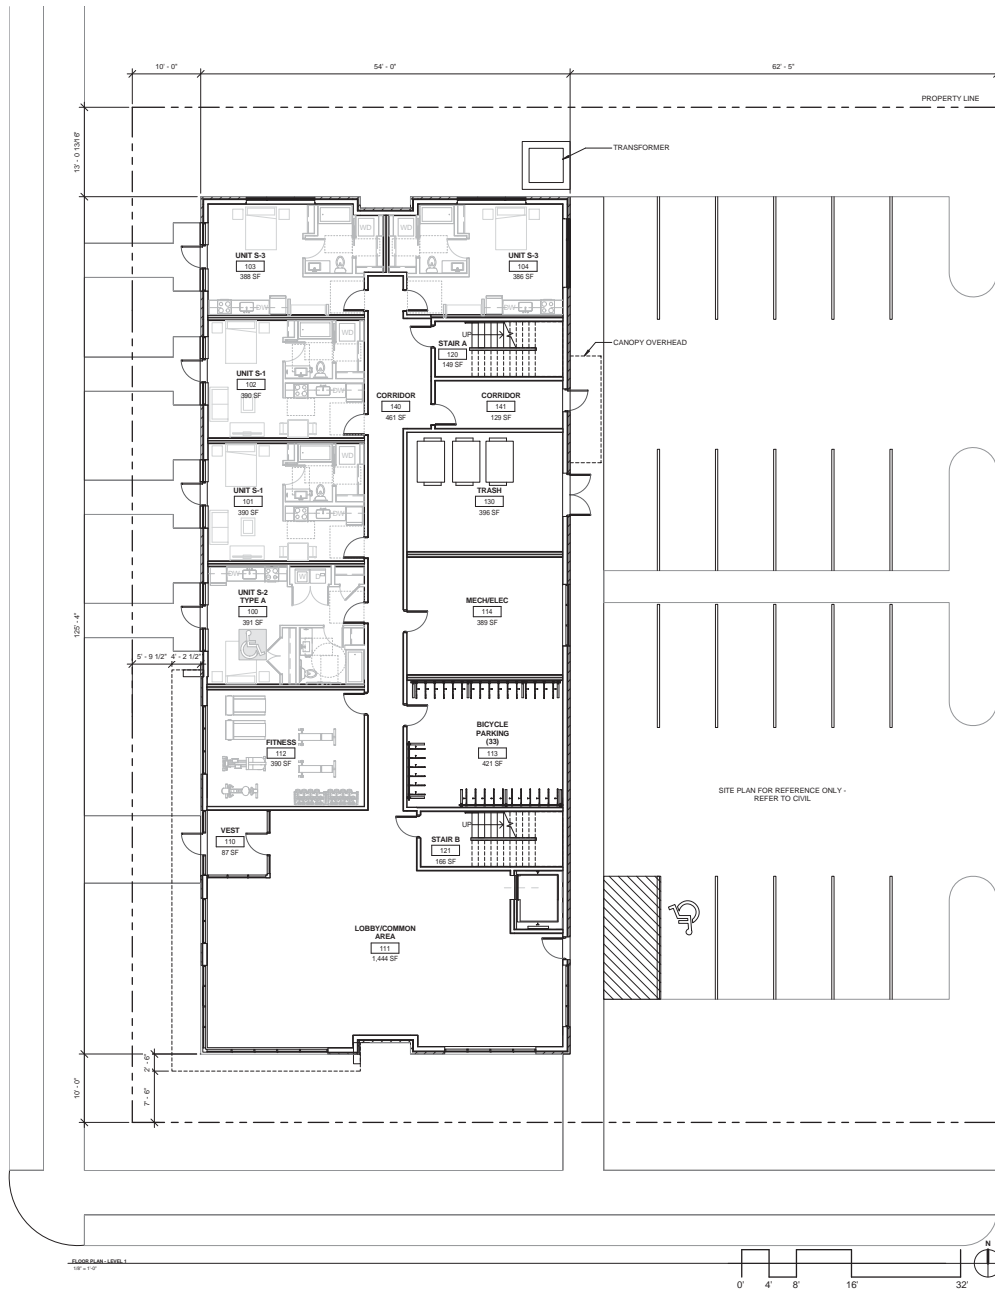 10' - 0"
54' - 0"
62' - 5"
PROPERTY LINE
13' - 0 13/16"
TRANSFORMER
WD
WD
UNIT S-3
103
388 SF
UNIT S-3
104
386 SF
DW
DW
UP
STAIR A
120
149 SF
CANOPY OVERHEAD
WD
UNIT S-1
102
390 SF
DW
CORRIDOR
140
461 SF
CORRIDOR
141
129 SF
WD
UNIT S-1
101
390 SF
DW
TRASH
130
396 SF
DW
W
D
UNIT S-2
TYPE A
100
391 SF
MECH/ELEC
114
389 SF
125' - 4"
5' - 9 1/2"
4' - 2 1/2"
FITNESS
112
390 SF
BICYCLE
PARKING
(33)
113
421 SF
SITE PLAN FOR REFERENCE ONLY -
REFER TO CIVIL
VEST
110
87 SF
UP
STAIR B
121
166 SF
LOBBY/COMMON
AREA
111
1,444 SF
2' - 6"
10' - 0"
7' - 6"
FLOOR PLAN - LEVEL 1
1/8" = 1'-0"
N
0'
4'
8'
16'
32'